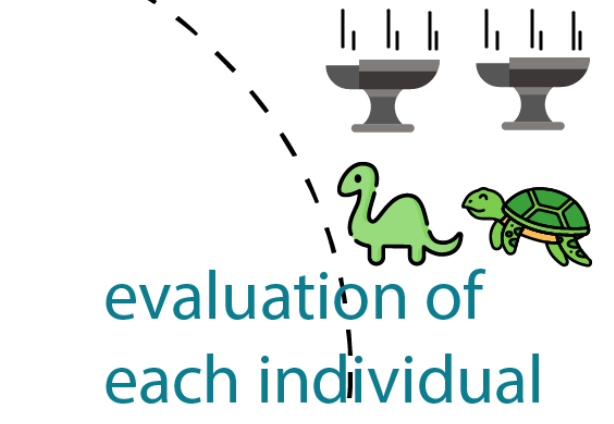 evaluation of
each individual